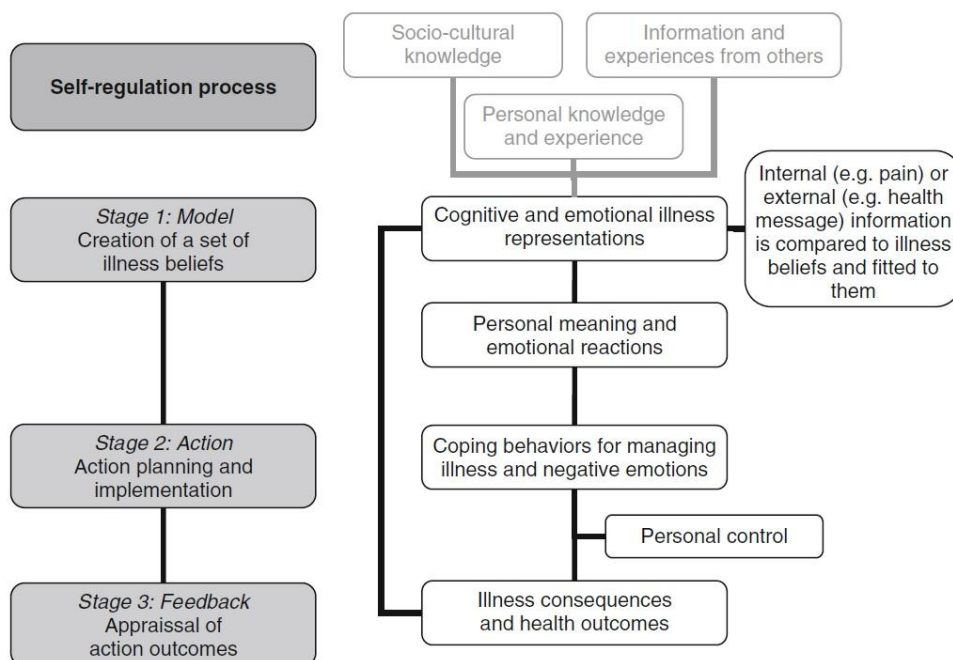 Socio-cultural
knowledge
Information and
experiences from others
Self-regulation process
Personal knowledge
and experience
Internal (e.g. pain) or
external (e.g. health
message) information
is compared to illness
beliefs and fitted to
them
Stage 1: Model
Creation of a set of
illness beliefs
Cognitive and emotional illness
representations
Personal meaning and
emotional reactions
Stage 2: Action
Action planning and
implementation
Coping behaviors for managing
illness and negative emotions
Personal control
Stage 3: Feedback
Appraissal of
action outcomes
Illness consequences
and health outcomes